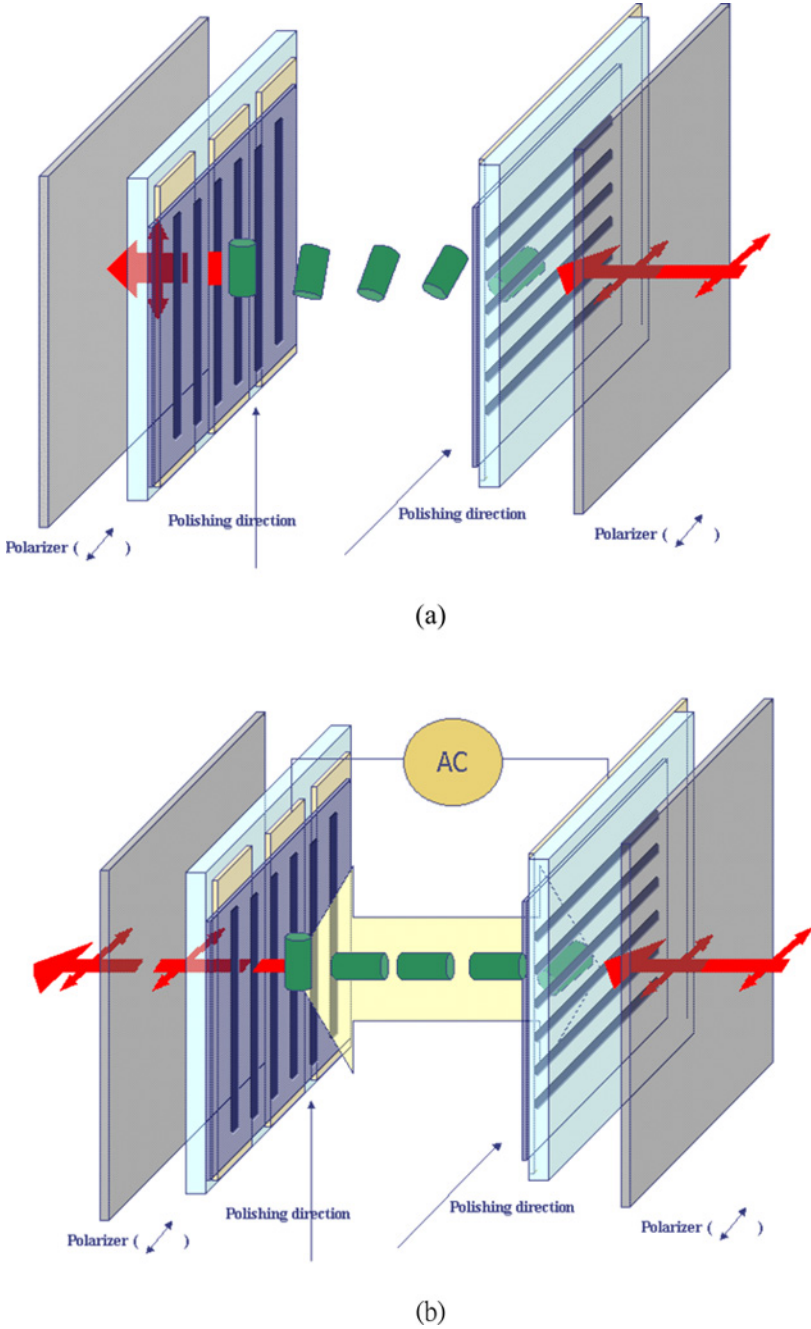 Polishing direction
Polishing direction
Polarizer ( )
Polarizer ( )
(a)
AC
Polishing direction
Polishing direction
Polarizer ( )
Polarizer ( )
(b)